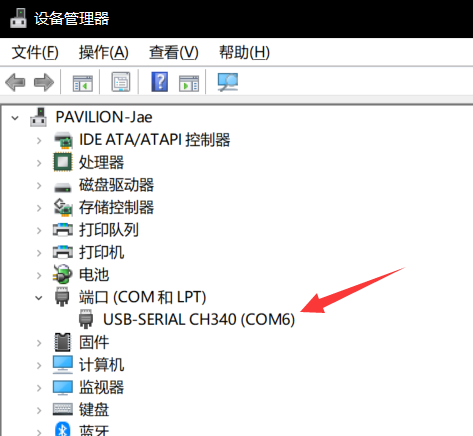 设备管理器
文件(F) 操作(A) 查看(V) 帮助(H)
PAVILION-Jae
IDE ATA/ATAPI 控制器
处理器
磁盘驱动器
存储控制器
打印队列
打印机
电池
端口 (COM 和 LPT)
USB-SERIAL CH340 (COM6)
固件
计算机
监视器
键盘
蓝牙